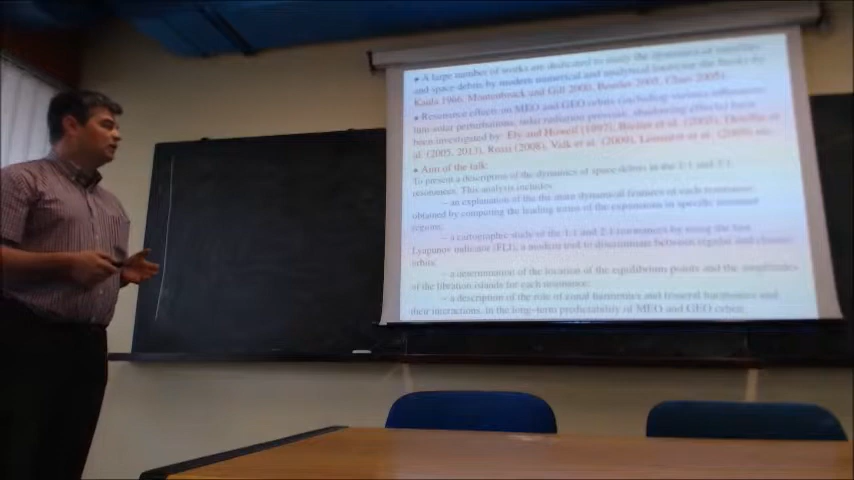 • A large number of works are dedicated to study the dynamics of satellites
and space debris by modern numerical and analytical methods (the books by
Kaula 1966, Montenbruck and Gill 2000, Beutler 2005, Chao 2005)
• Resonance effects on MEO and GEO orbits (including various influences:
luni-solar perturbations, solar radiation pressure, shadowing effects) have
been investigated by: Ely and Howell (1997), Breiter et al. (2005),
al. (2005, 2013), Rossi (2008), Valk et al. (2009), Lemaitre et al. (2009) etc.
• Aim of the talk:
To present a description of the dynamics of space debris in the 1:1 and 2:1
resonances. This analysis includes:
– an explanation of the the main dynamical features of each resonance
obtained by computing the leading terms of the expansions in specific resonant
regions;
– a cartographic study of the 1:1 and 2:1 resonances by using the fast
Lyapunov indicator (FLI), a modern tool to discriminate between regular and chaotic
orbits;
– a determination of the location of the equilibrium points and the amplitudes
of the libration islands for each resonance;
– a description of the role of zonal harmonics and tesseral harmonics and
their interactions, in the long–term predictability of MEO and GEO orbits.